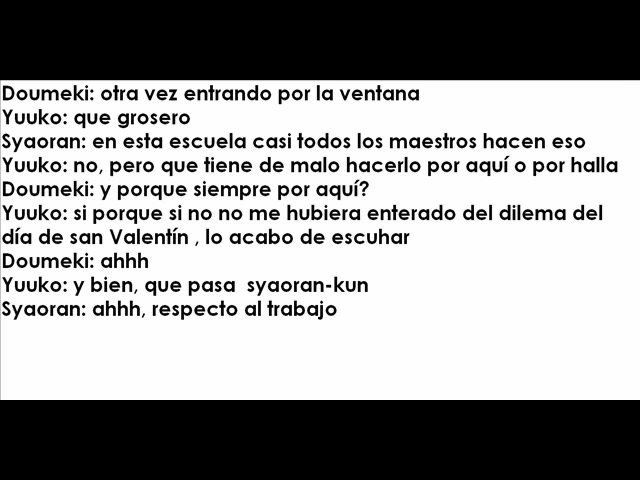 Doumeki: otra vez entrando por la ventana
Yuuko: que grosero
Syaoran: en esta escuela casi todos los maestros hacen eso
Yuuko: no, pero que tiene de malo hacerlo por aquí o por halla
Doumeki: y porque siempre por aquí?
Yuuko: si porque si no no me hubiera enterado del dilema del
día de san Valentín , lo acabo de escuhar
Doumeki: ahhh
Yuuko: y bien, que pasa  syaoran-kun
Syaoran: ahhh, respecto al trabajo